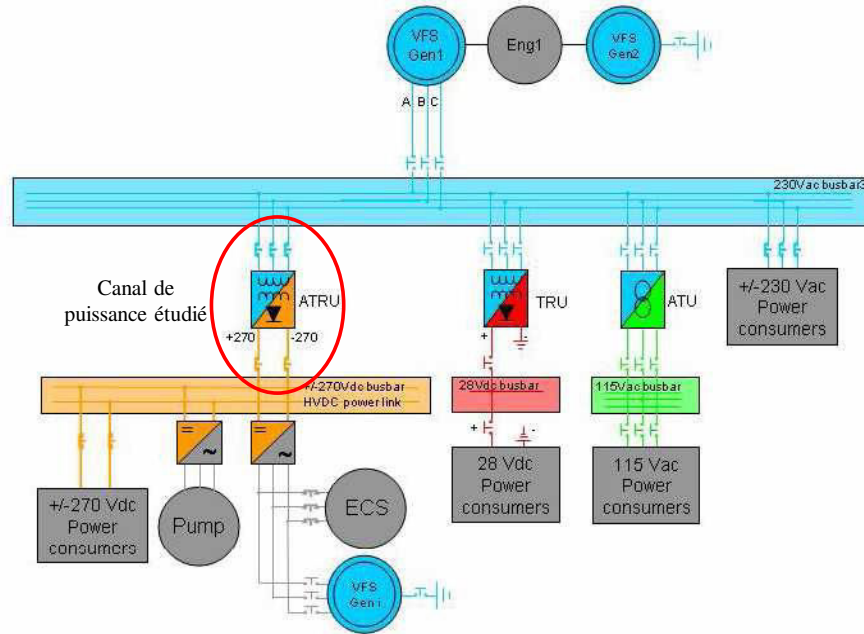 VFS
Gen1
Eng1
VFS
Gen2
A B C
230Vac busbar3
Canal de
puissance étudié
ATRU
TRU
ATU
+/-230 Vac
Power
consumers
+270
-270
+
-
+/-270Vdc busbar
HVDC power link
28Vdc busbar
115Vac busbar
=
~
=
~
+
-
+/-270 Vdc
Power
consumers
Pump
ECS
28 Vdc
Power
consumers
115 Vac
Power
consumers
VFS
Gen i